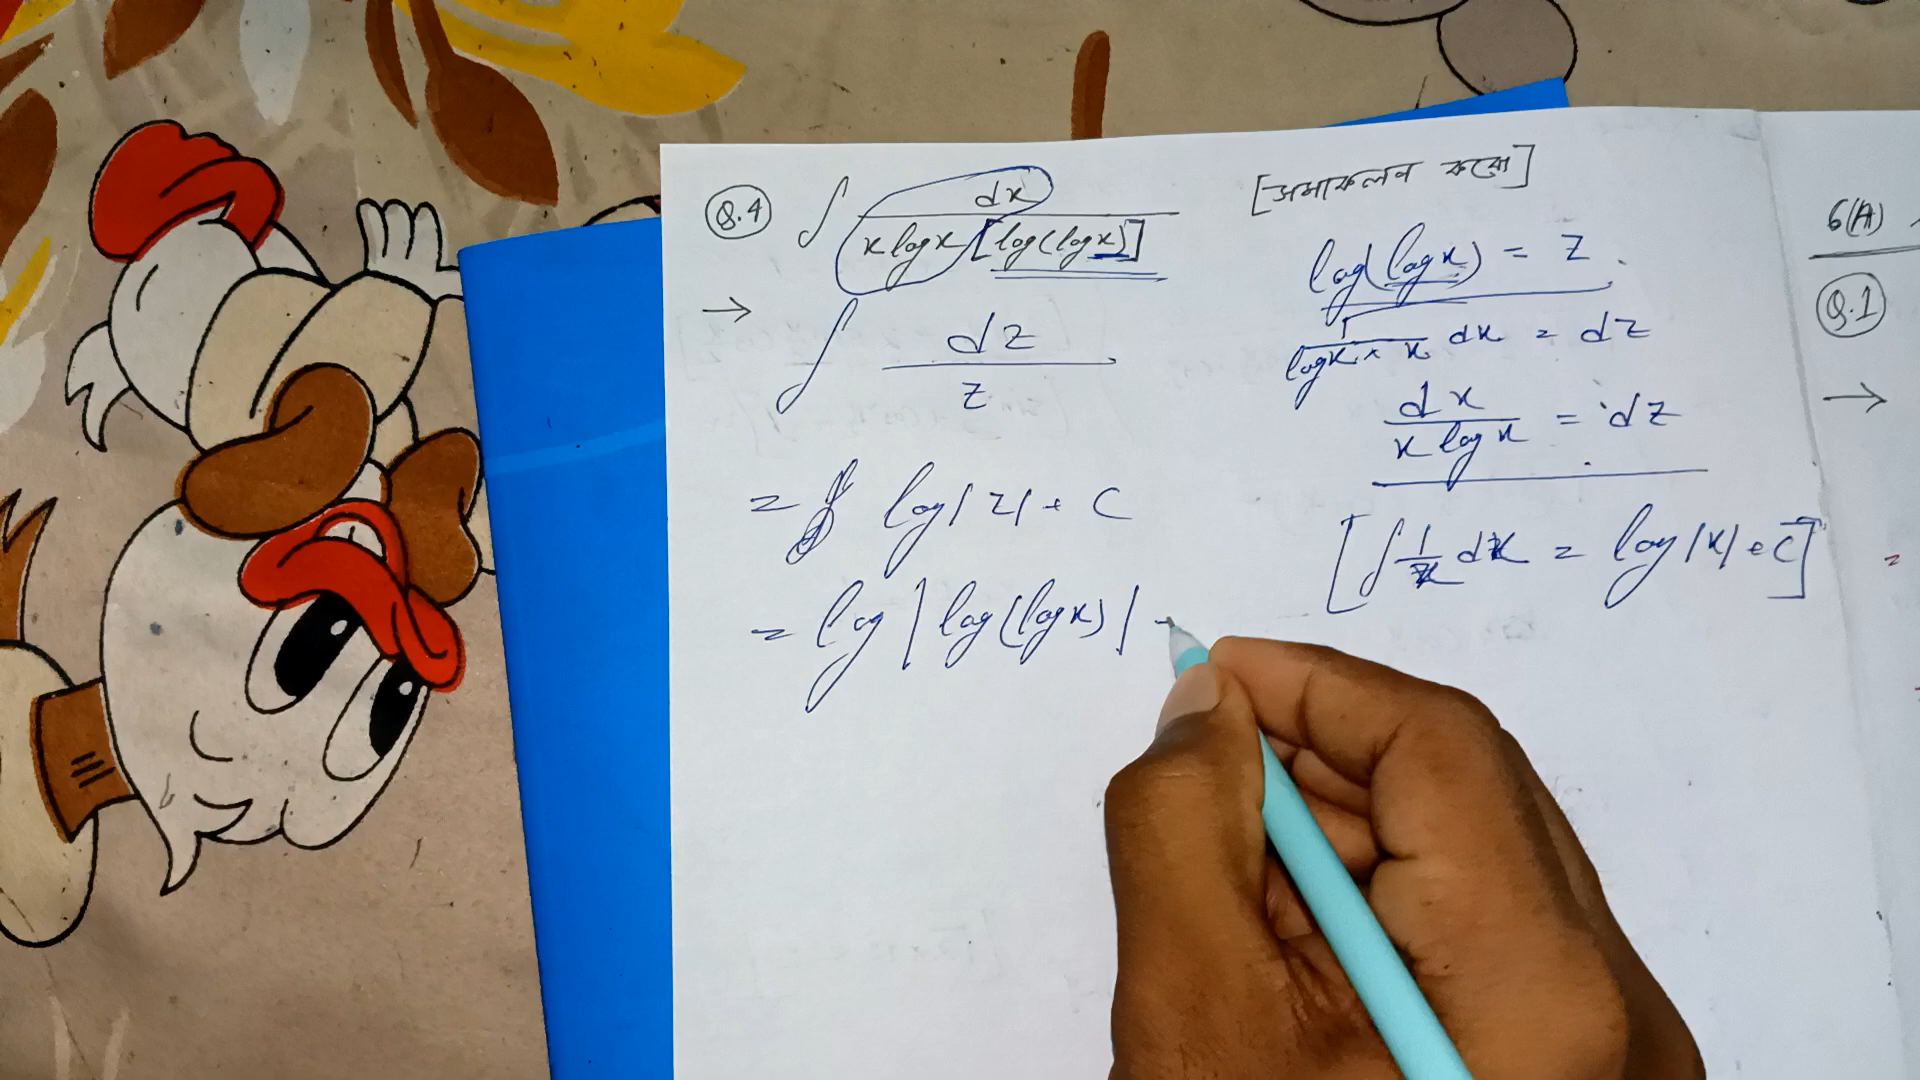 Q.4 ∫ dx / x log x [log(log x)] [সমাকলন করো]
→ ∫ dz / z
= log|z| + c
= log|log(log x)| +
log(log x) = z
1 / log x × x dx = dz
dx / x log x = dz
[∫ 1/x dx = log|x| + c]
6(A)
Q.1
→
=